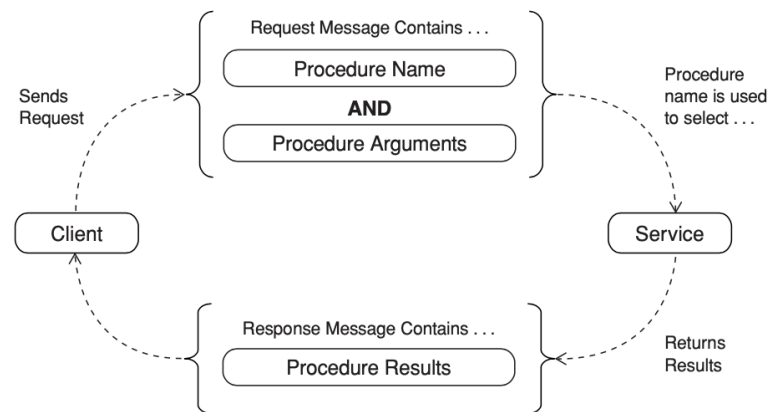 Request Message Contains . . .
Procedure Name
AND
Procedure Arguments
Sends
Request
Procedure
name is used
to select . . .
Client
Service
Response Message Contains . . .
Procedure Results
Returns
Results